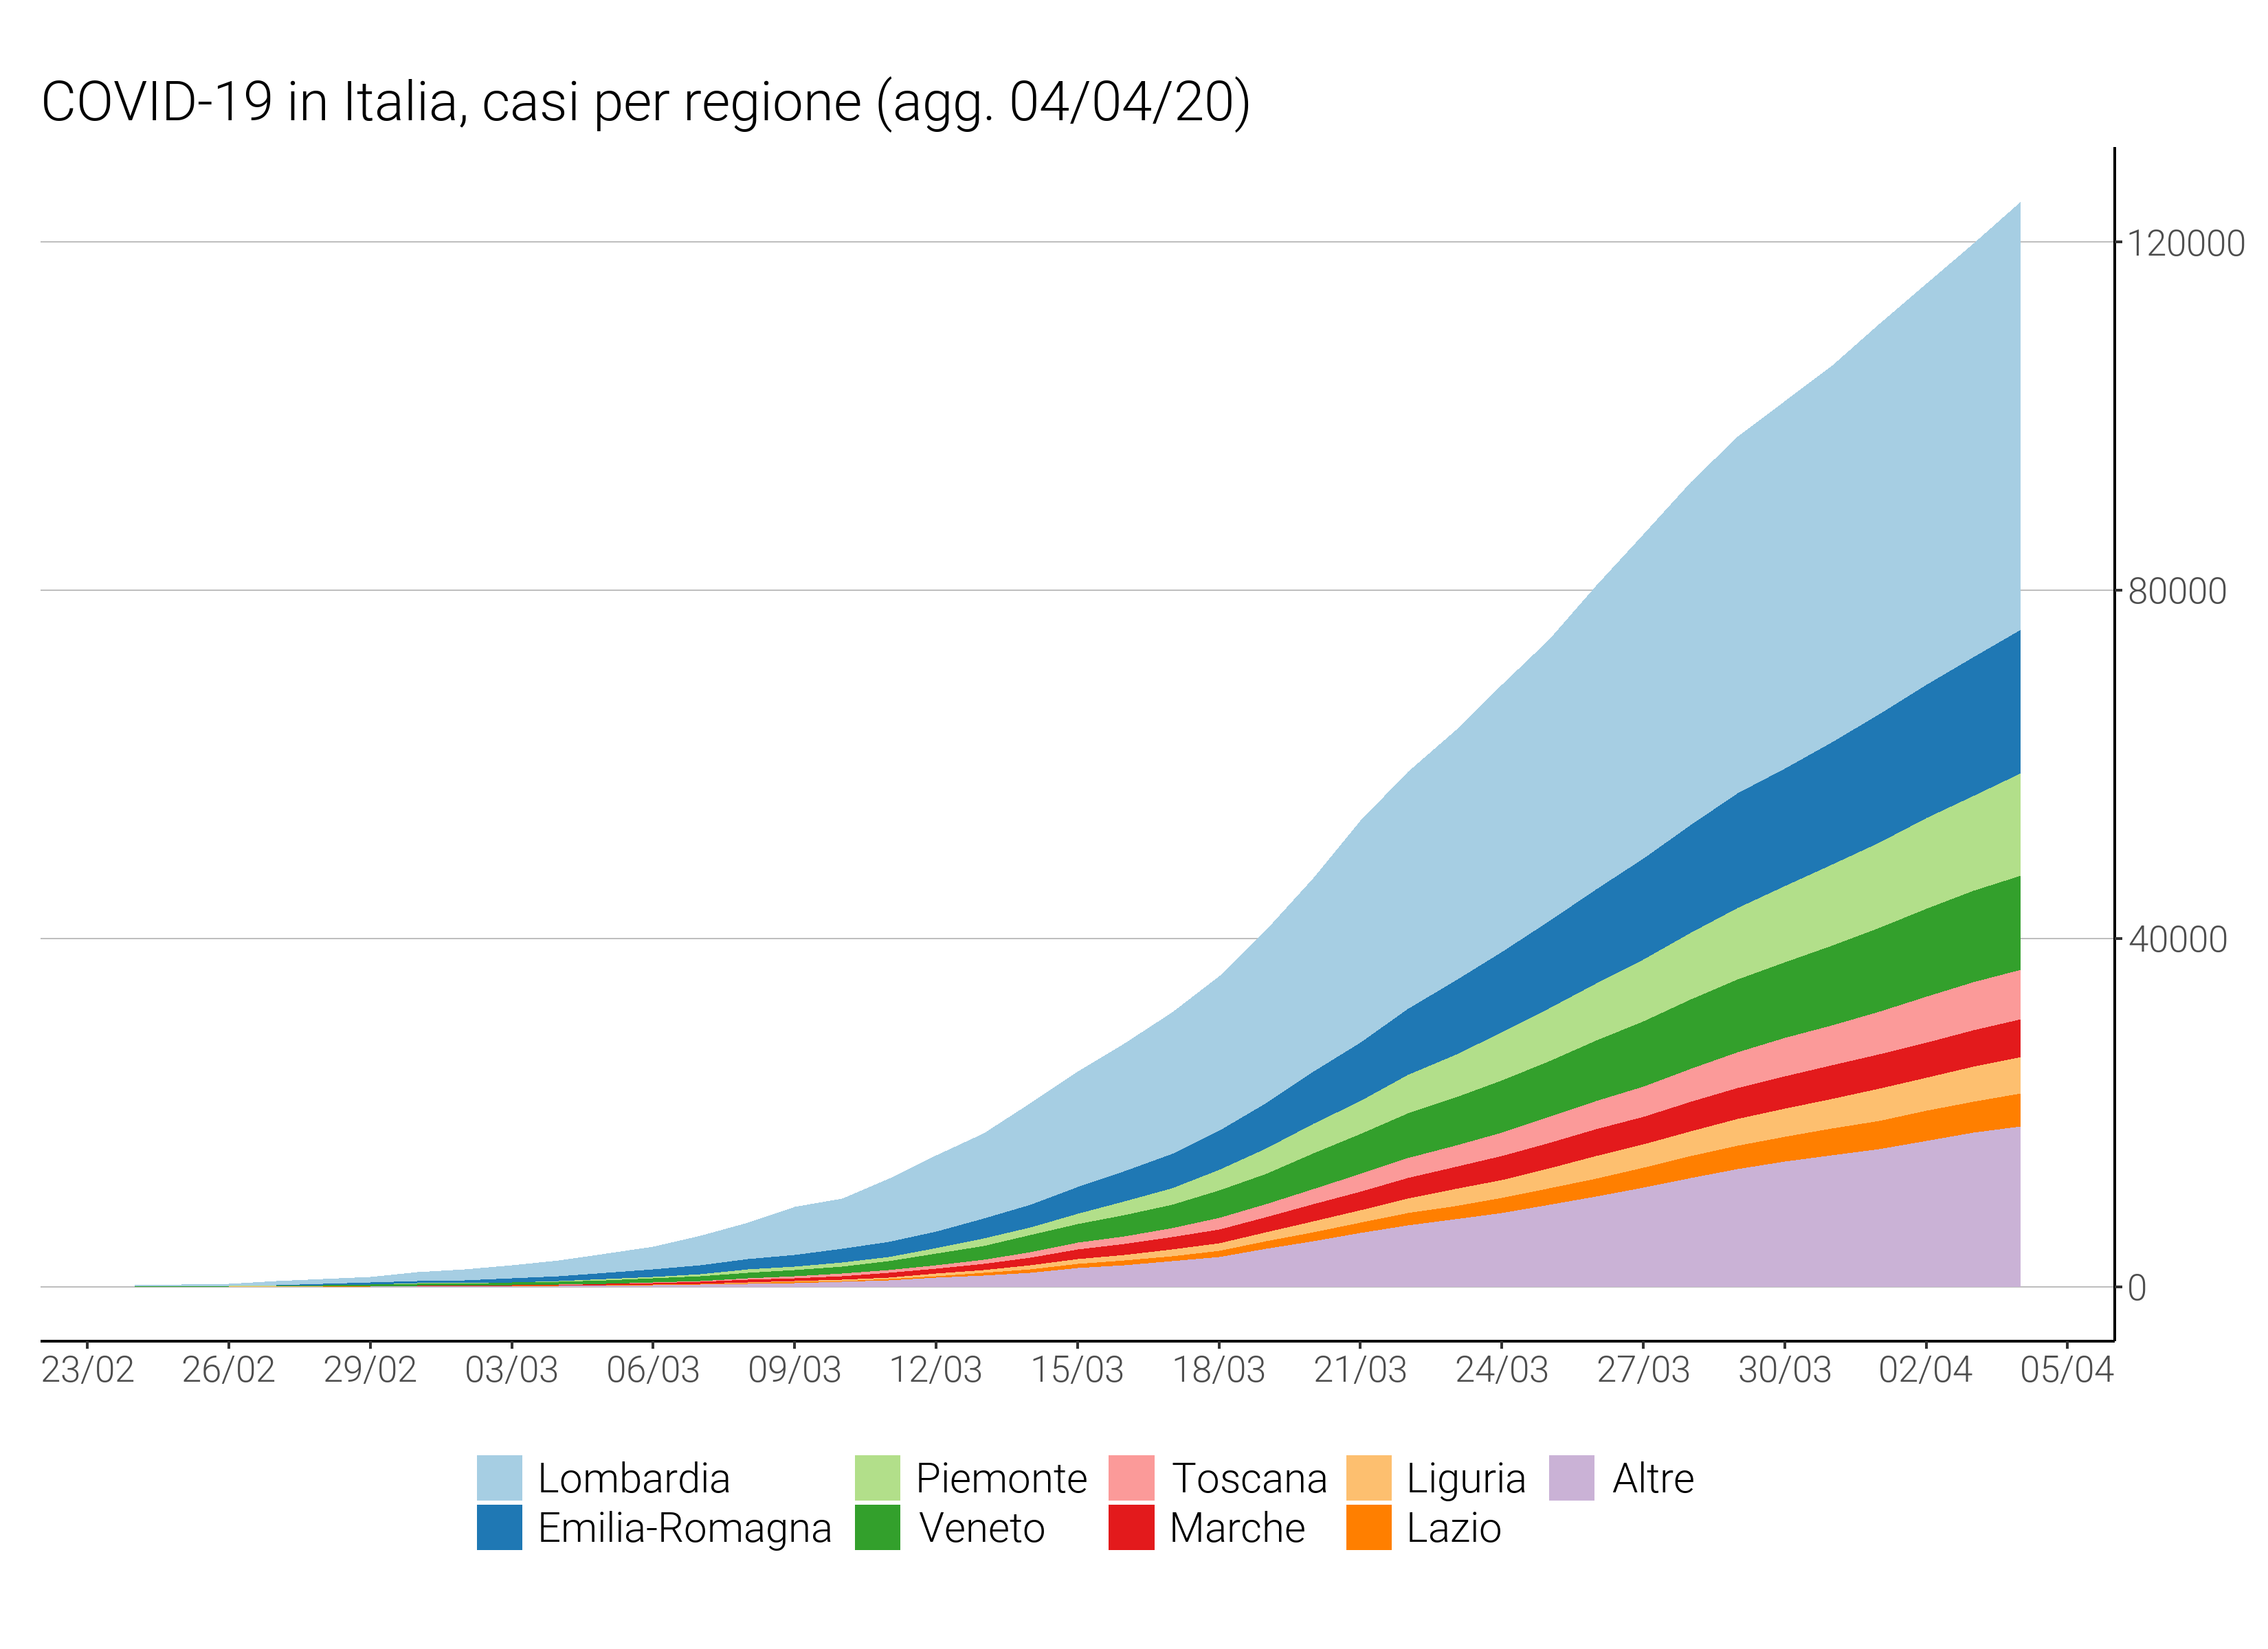 COVID-19 in Italia, casi per regione (agg. 04/04/20)
120000
80000
40000
0
23/02 26/02 29/02 03/03 06/03 09/03 12/03 15/03 18/03 21/03 24/03 27/03 30/03 02/04 05/04
Lombardia Piemonte Toscana Liguria Altre
Emilia-Romagna Veneto Marche Lazio